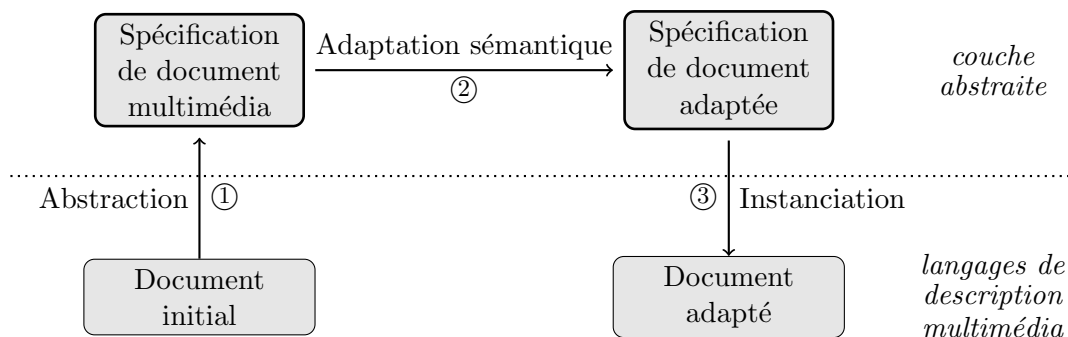 Spécification
de document
multimédia
Adaptation sémantique
②
Spécification
de document
adaptée
couche
abstraite
Abstraction ①
③ Instanciation
Document
initial
Document
adapté
langages de
description
multimédia